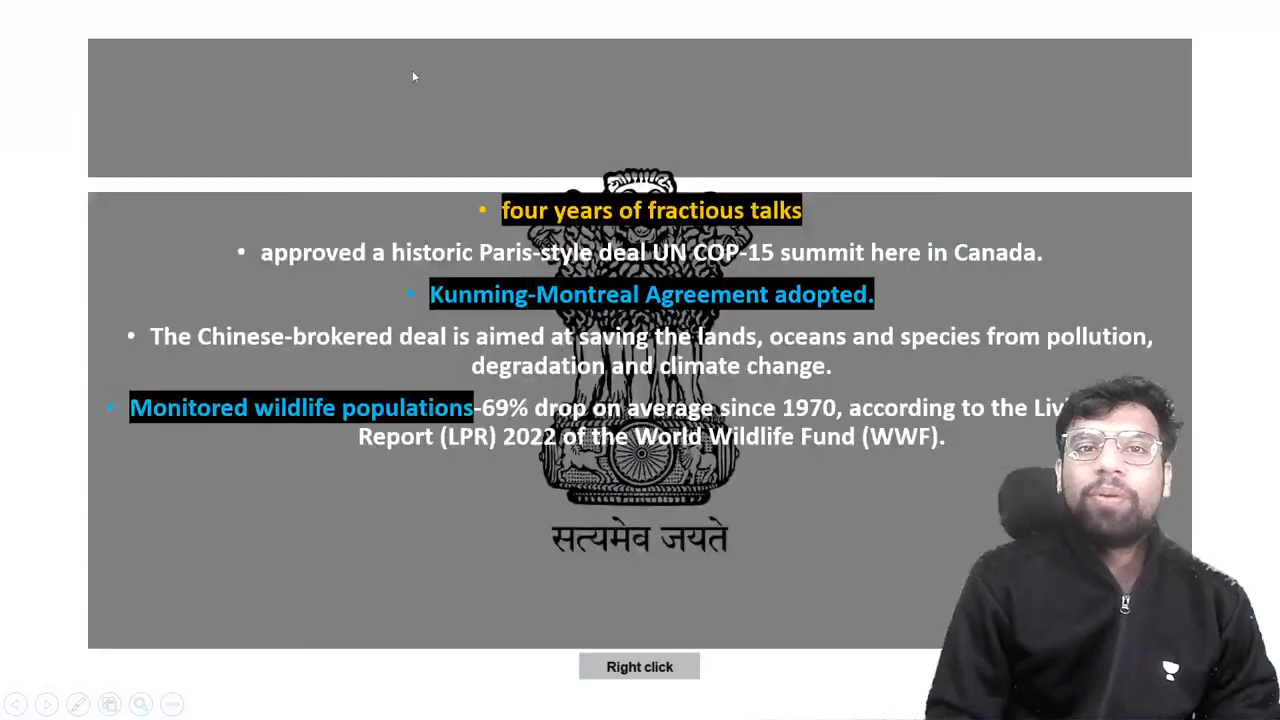 • four years of fractious talks
• approved a historic Paris-style deal UN COP-15 summit here in Canada.
• Kunming-Montreal Agreement adopted.
• The Chinese-brokered deal is aimed at saving the lands, oceans and species from pollution,
degradation and climate change.
• Monitored wildlife populations-69% drop on average since 1970, according to the
Report (LPR) 2022 of the World Wildlife Fund (WWF).
सत्यमेव जयते
Right click